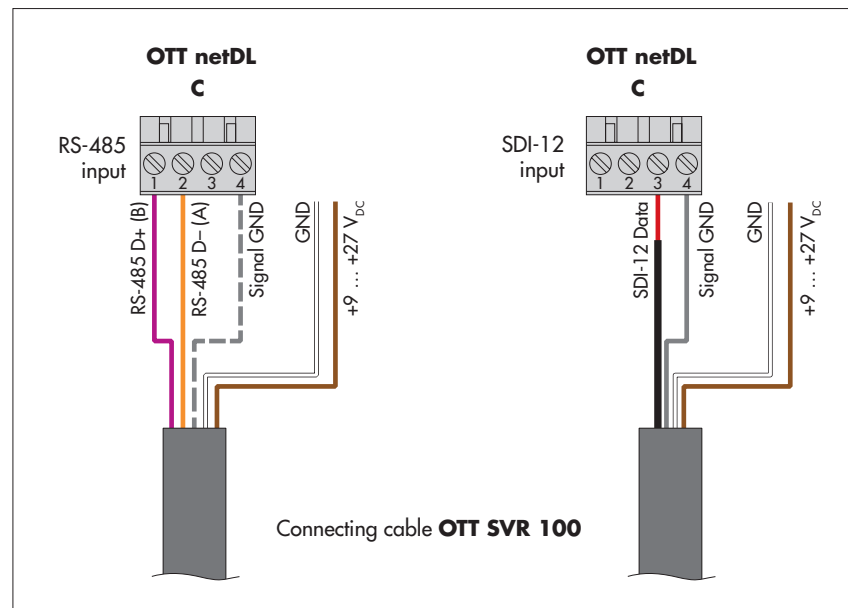 OTT netDL
C
RS-485
input
1 2 3 4
RS-485 D+ (B)
RS-485 D– (A)
Signal GND
GND
+9 … +27 V_DC
OTT netDL
C
SDI-12
input
1 2 3 4
SDI-12 Data
Signal GND
GND
+9 … +27 V_DC
Connecting cable OTT SVR 100